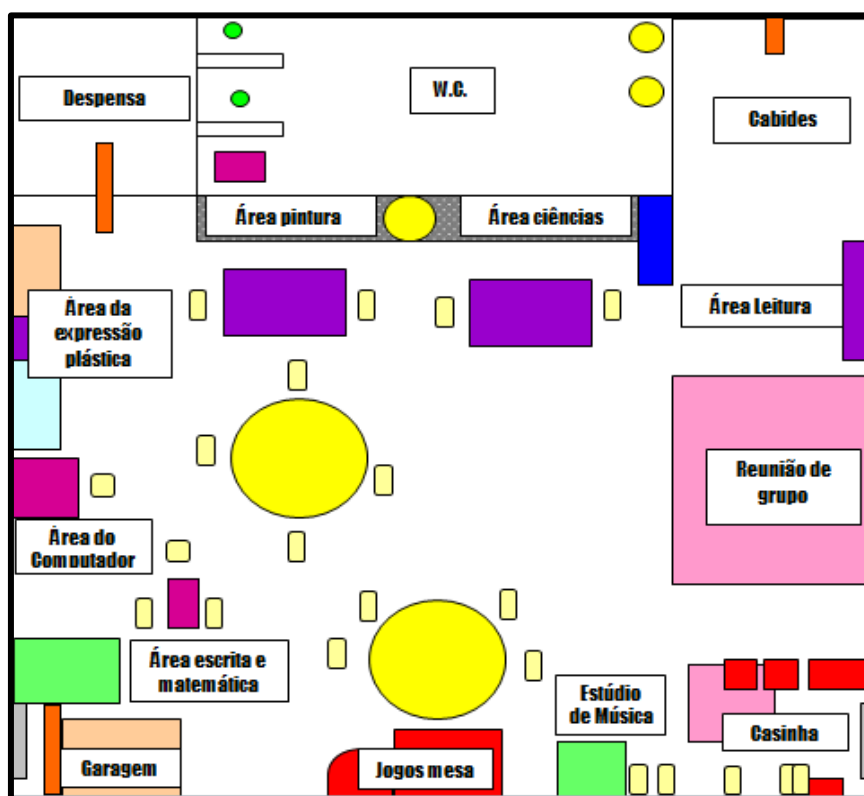 Despensa
W.C.
Cabides
Área pintura
Área ciências
Área da
expressão
plástica
Área Leitura
Reunião de
grupo
Área do
Computador
Área escrita e
matemática
Estúdio
de Música
Casinha
Garagem
Jogos mesa